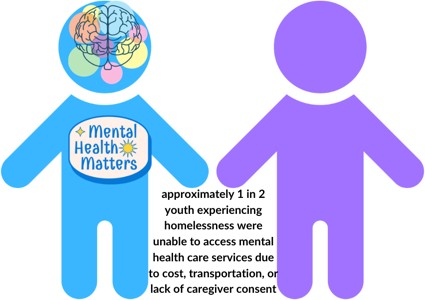 Mental
Health
Matters
approximately 1 in 2
youth experiencing
homelessness were
unable to access mental
health care services due
to cost, transportation, or
lack of caregiver consent